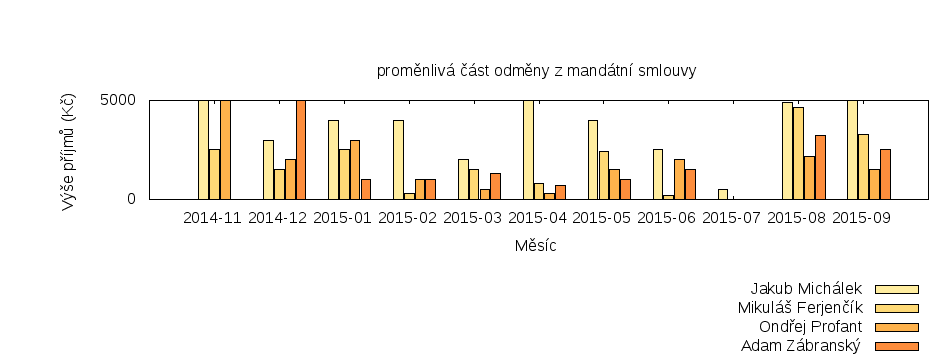 proměnlivá část odměny z mandátní smlouvy
Výše příjmů (Kč)
5000
0
2014-11 2014-12 2015-01 2015-02 2015-03 2015-04 2015-05 2015-06 2015-07 2015-08 2015-09
Měsíc
Jakub Michálek
Mikuláš Ferjenčík
Ondřej Profant
Adam Zábranský